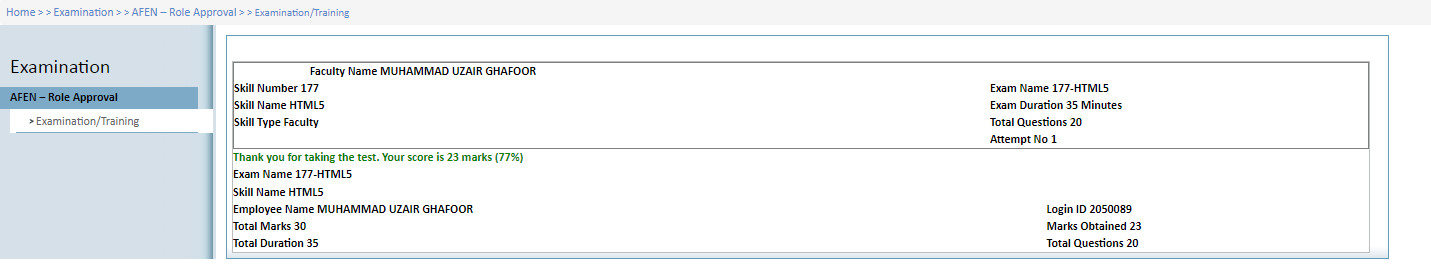 Home > > Examination > > AFEN – Role Approval > > Examination/Training
Examination
AFEN – Role Approval
> Examination/Training
Faculty Name MUHAMMAD UZAIR GHAFOOR
Skill Number 177 Exam Name 177-HTML5
Skill Name HTML5 Exam Duration 35 Minutes
Skill Type Faculty Total Questions 20
Attempt No 1
Thank you for taking the test. Your score is 23 marks (77%)
Exam Name 177-HTML5
Skill Name HTML5
Employee Name MUHAMMAD UZAIR GHAFOOR Login ID 2050089
Total Marks 30 Marks Obtained 23
Total Duration 35 Total Questions 20